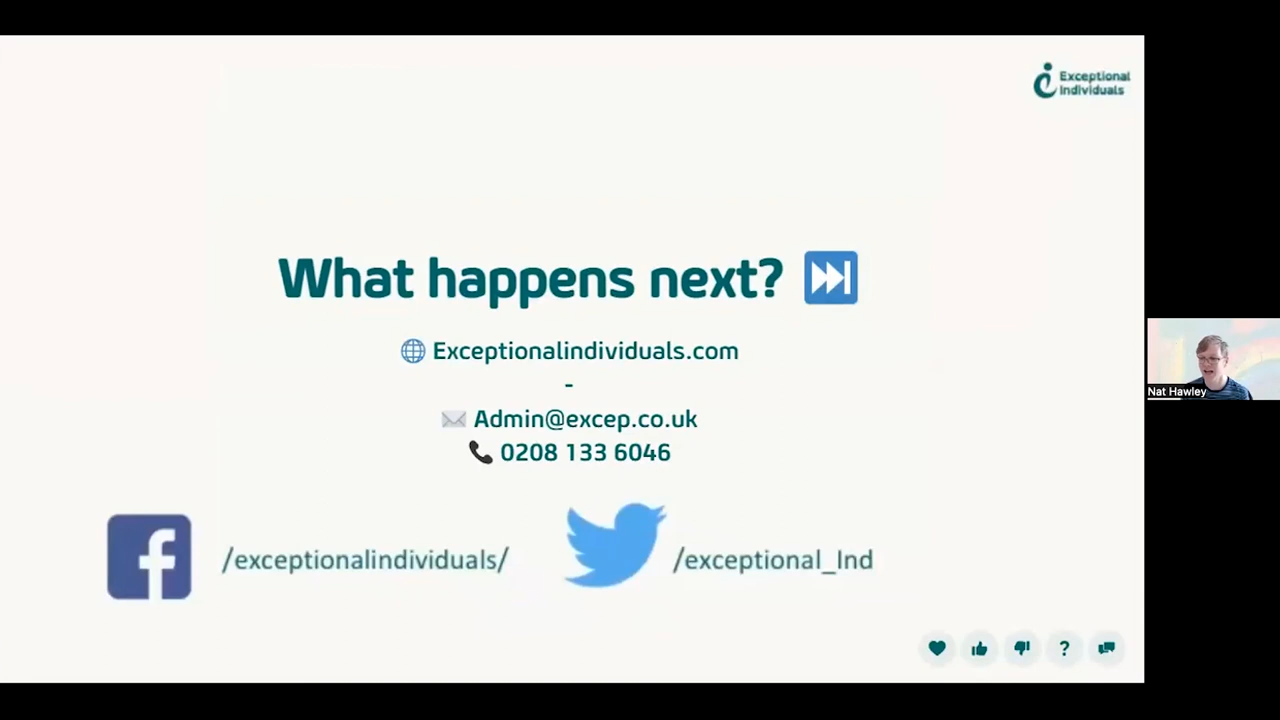 Exceptional
Individuals
What happens next?
Exceptionalindividuals.com
-
Admin@excep.co.uk
0208 133 6046
/exceptionalindividuals/
/exceptional_Ind
?
Nat Hawley